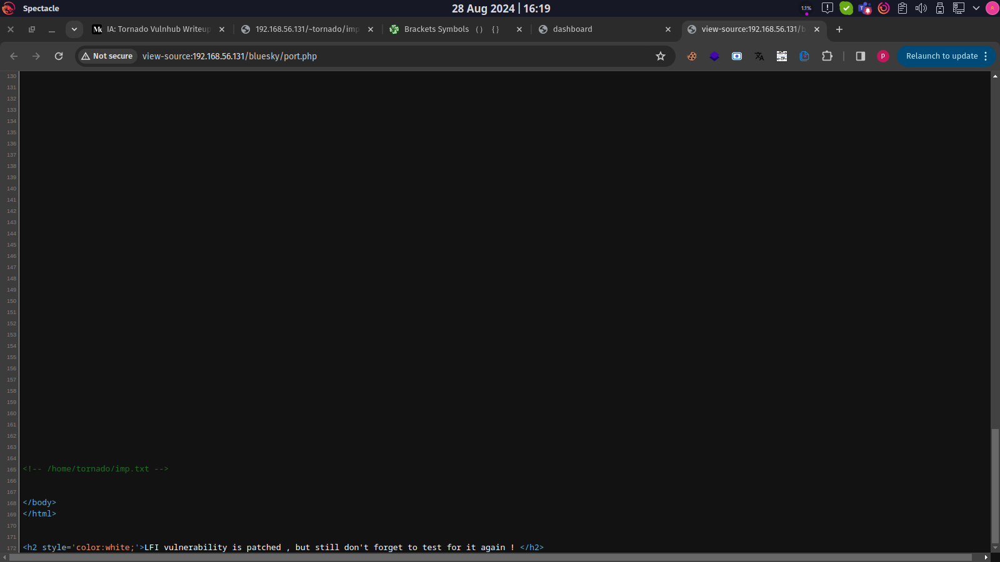 Spectacle
28 Aug 2024 | 16:19
1.1%
IA: Tornado Vulnhub Writeup
192.168.56.131/~tornado/imp
Brackets Symbols ( ) { }
dashboard
view-source:192.168.56.131/b
Not secure
view-source:192.168.56.131/bluesky/port.php
P
Relaunch to update
130
131
132
133
134
135
136
137
138
139
140
141
142
143
144
145
146
147
148
149
150
151
152
153
154
155
156
157
158
159
160
161
162
163
164
165 <!-- /home/tornado/imp.txt -->
166
167
168 </body>
169 </html>
170
171
172 <h2 style='color:white;'>LFI vulnerability is patched , but still don't forget to test for it again ! </h2>